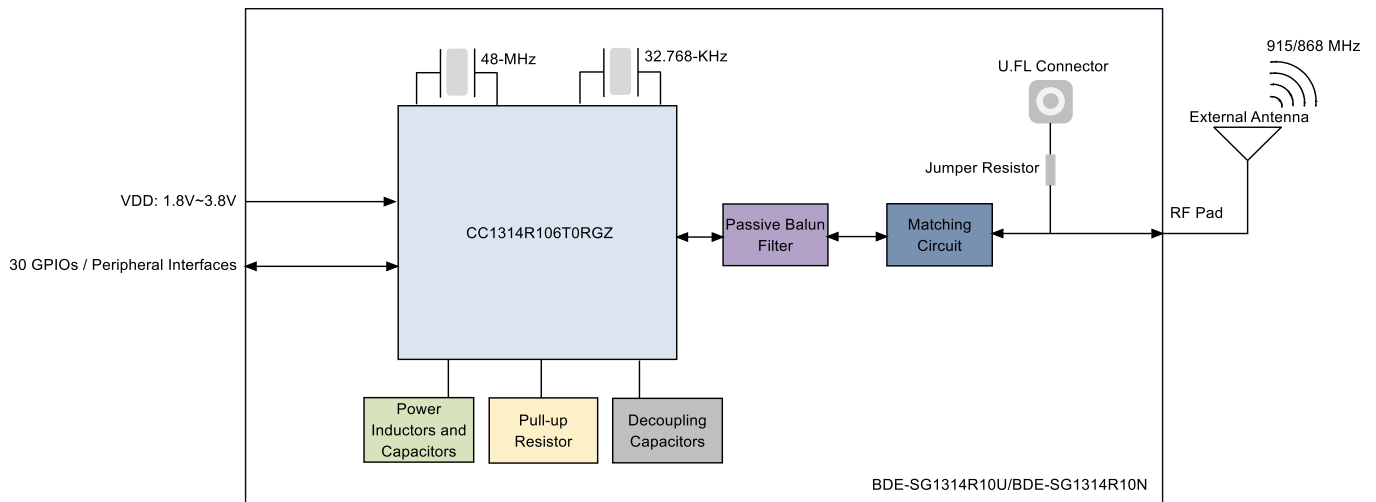 915/868 MHz
48-MHz
32.768-KHz
U.FL Connector
External Antenna
Jumper Resistor
VDD: 1.8V~3.8V
RF Pad
CC1314R106T0RGZ
Passive Balun
Filter
Matching
Circuit
30 GPIOs / Peripheral Interfaces
Power
Inductors and
Capacitors
Pull-up
Resistor
Decoupling
Capacitors
BDE-SG1314R10U/BDE-SG1314R10N